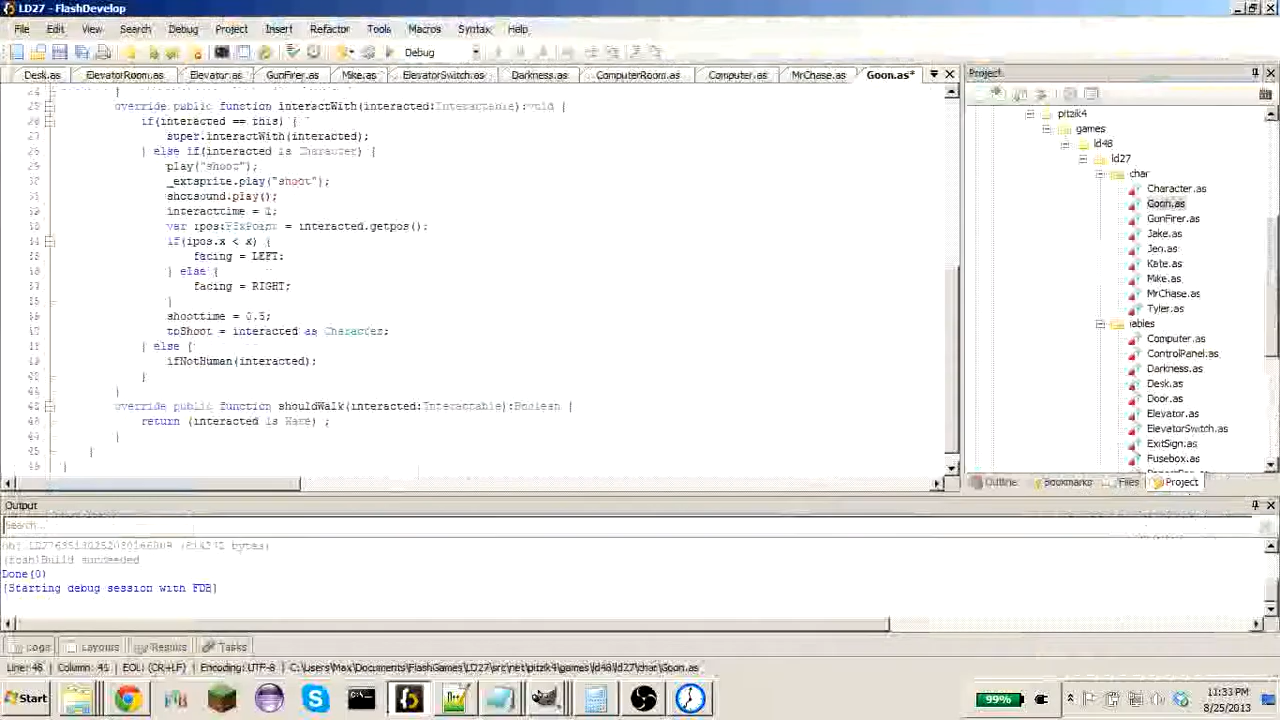 LD27 - FlashDevelop
File Edit View Search Debug Project Insert Refactor Tools Macros Syntax Help
Debug
Desk.as ElevatorRoom.as Elevator.as GunFirer.as Mike.as ElevatorSwitch.as Darkness.as ComputerRoom.as Computer.as MrChase.as Goon.as*
override public function interactWith(interacted:Interactable):void {
if(interacted == this) {
super.interactWith(interacted);
} else if(interacted is Character) {
play("shoot");
_extsprite.play("shoot");
shotsound.play();
interacttime = 1;
var ipos:FlxPoint = interacted.getpos();
if(ipos.x < x) {
facing = LEFT;
} else {
facing = RIGHT;
}
shoottime = 0.5;
toShoot = interacted as Character;
} else {
ifNotHuman(interacted);
}
}
override public function shouldWalk(interacted:Interactable):Boolean {
return (interacted is Kate) ;
}
}
}
Project
pitzik4
games
ld48
ld27
char
Character.as
Goon.as
GunFirer.as
Jake.as
Jen.as
Kate.as
Mike.as
MrChase.as
Tyler.as
ables
Computer.as
ControlPanel.as
Darkness.as
Desk.as
Door.as
Elevator.as
ElevatorSwitch.as
ExitSign.as
Fusebox.as
Outline Bookmarks Files Project
Output
Search...
(fcsh)Build succeeded
Done(0)
[Starting debug session with FDB]
Logs Layouts Results Tasks
Line: 46 Column: 41 EOL: (CR+LF) Encoding: UTF-8 C:\Users\Max\Documents\FlashGames\LD27\src\net\pitzik4\games\ld48\ld27\char\Goon.as
Start
99%
11:33 PM
8/25/2013